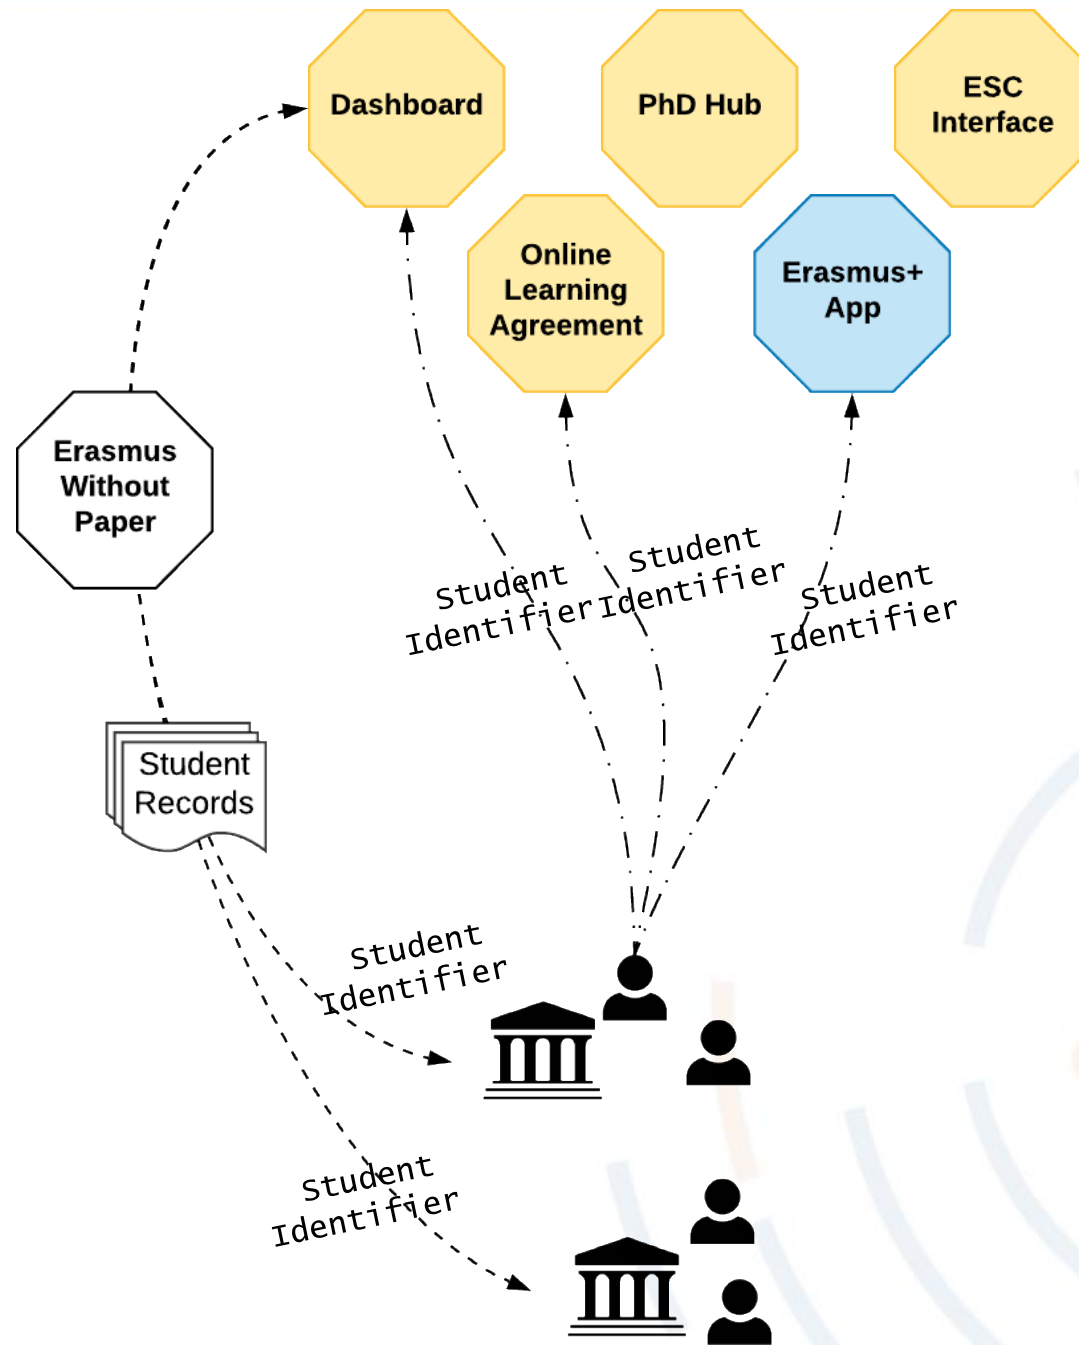 Dashboard
PhD Hub
ESC
Interface
Online
Learning
Agreement
Erasmus+
App
Erasmus
Without
Paper
Student
Identifier
Student
Identifier
Student
Identifier
Student
Records
Student
Identifier
Student
Identifier